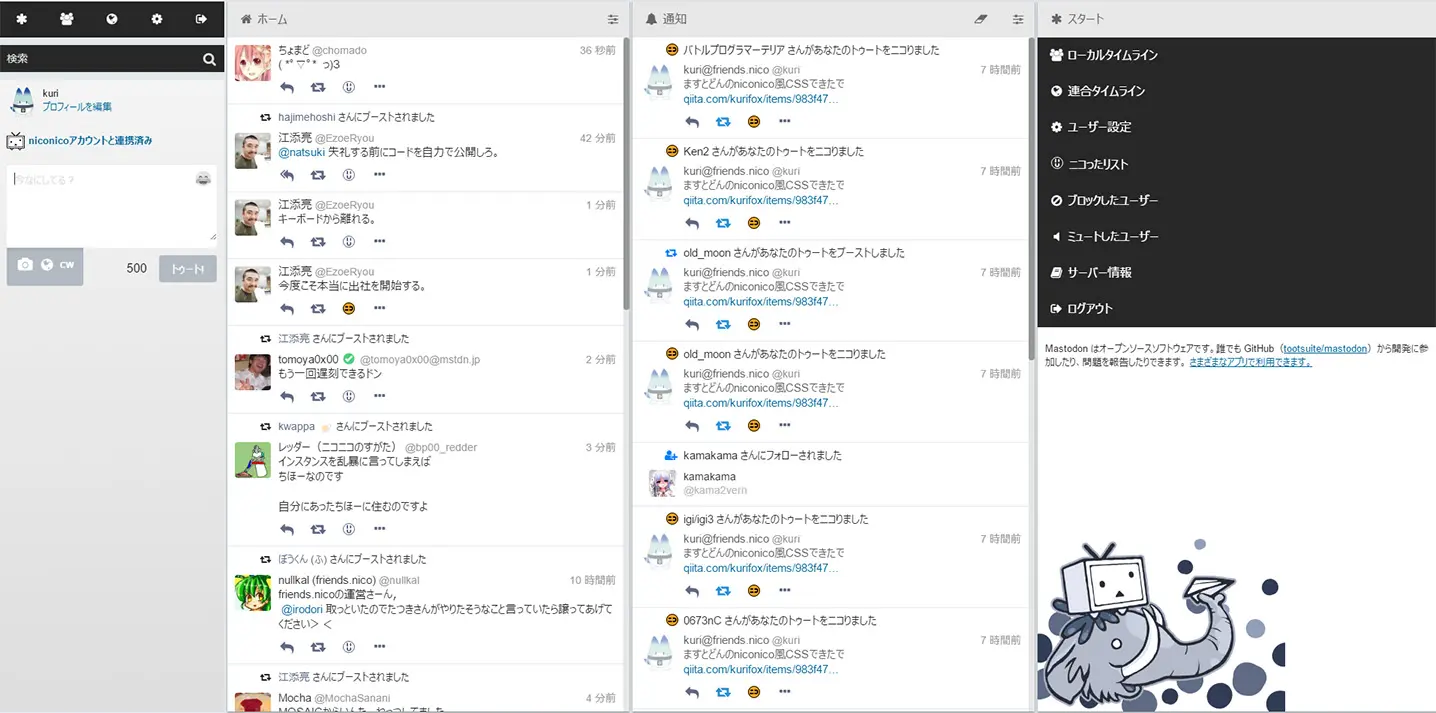 検索
kuri
プロフィールを編集
niconicoアカウントと連携済み
今なにしてる?
CW
500
トゥート!
ホーム
ちょまど @chomado
36 秒前
( *ﾟ▽ﾟ* っ)З
hajimehoshi さんにブーストされました
江添亮 @EzoeRyou
42 分前
@natsuki 失礼する前にコードを自力で公開しろ。
江添亮 @EzoeRyou
1 分前
キーボードから離れる。
江添亮 @EzoeRyou
1 分前
今度こそ本当に出社を開始する。
江添亮 さんにブーストされました
tomoya0x00 @tomoya0x00@mstdn.jp
2 分前
もう一回遅刻できるドン
kwappa さんにブーストされました
レッダー（ニコニコのすがた） @bp00_redder
3 分前
インスタンスを乱暴に言ってしまえば
ちほーなのです
自分にあったちほーに住むのですよ
ぼうくん (ふ) さんにブーストされました
nullkal (friends.nico) @nullkal
10 時間前
friends.nicoの運営さーん,
@irodori 取っといたのでたつきさんがやりたそうなこと言っていたら譲ってあげて
ください＞＜
江添亮 さんにブーストされました
Mocha @MochaSanani
4 分前
通知
バトルプログラマーテリア さんがあなたのトゥートをニコりました
kuri@friends.nico @kuri
7 時間前
ますとどんのniconico風CSSできたで
qiita.com/kurifox/items/983f47…
Ken2 さんがあなたのトゥートをニコりました
kuri@friends.nico @kuri
7 時間前
ますとどんのniconico風CSSできたで
qiita.com/kurifox/items/983f47…
old_moon さんがあなたのトゥートをブーストしました
kuri@friends.nico @kuri
7 時間前
ますとどんのniconico風CSSできたで
qiita.com/kurifox/items/983f47…
old_moon さんがあなたのトゥートをニコりました
kuri@friends.nico @kuri
7 時間前
ますとどんのniconico風CSSできたで
qiita.com/kurifox/items/983f47…
kamakama さんにフォローされました
kamakama
@kama2vern
igi/igi3 さんがあなたのトゥートをニコりました
kuri@friends.nico @kuri
7 時間前
ますとどんのniconico風CSSできたで
qiita.com/kurifox/items/983f47…
0673nC さんがあなたのトゥートをニコりました
kuri@friends.nico @kuri
7 時間前
ますとどんのniconico風CSSできたで
qiita.com/kurifox/items/983f47…
スタート
ローカルタイムライン
連合タイムライン
ユーザー設定
ニコったリスト
ブロックしたユーザー
ミュートしたユーザー
サーバー情報
ログアウト
Mastodon はオープンソースソフトウェアです。誰でも GitHub（tootsuite/mastodon）から開発に参
加したり、問題を報告したりできます。 さまざまなアプリで利用できます。